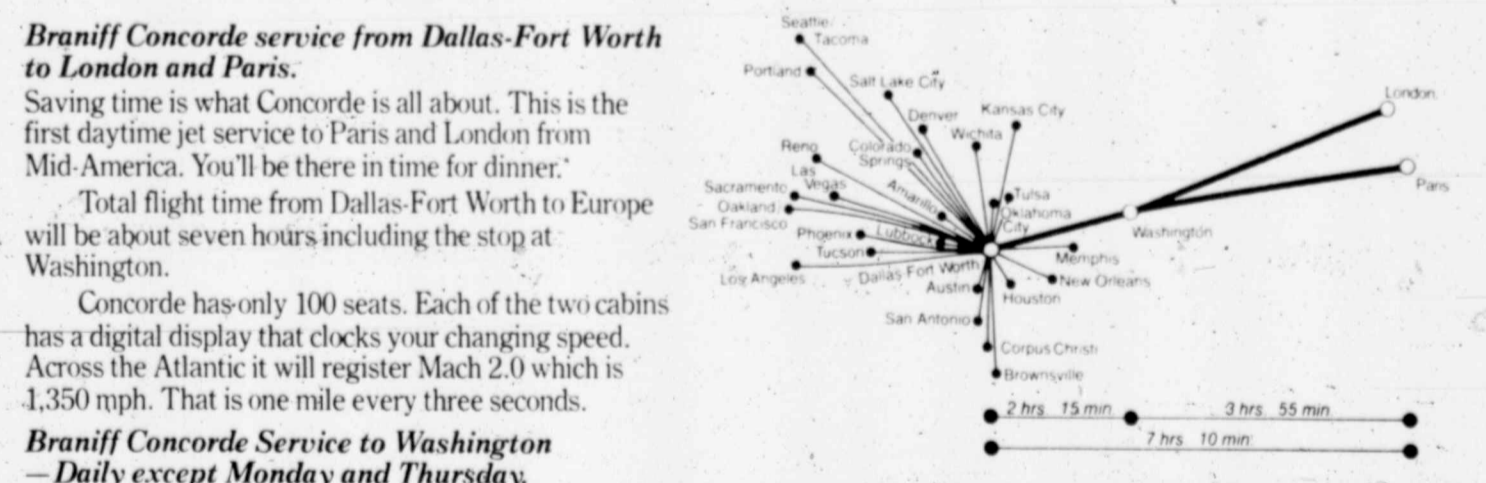 Braniff Concorde service from Dallas-Fort Worth
to London and Paris.
Saving time is what Concorde is all about. This is the
first daytime jet service to Paris and London from
Mid-America. You'll be there in time for dinner.
Total flight time from Dallas-Fort Worth to Europe
will be about seven hours including the stop at
Washington.
Concorde has only 100 seats. Each of the two cabins
has a digital display that clocks your changing speed.
Across the Atlantic it will register Mach 2.0 which is
1,350 mph. That is one mile every three seconds.
Braniff Concorde Service to Washington
—Daily except Monday and Thursday.
Seattle
Tacoma
Portland
Salt Lake City
Denver
Kansas City
Wichita
Colorado
Springs
Reno
Las
Vegas
Sacramento
Oakland
San Francisco
Amarillo
Tulsa
Oklahoma
City
Phoenix
Lubbock
Tucson
Los Angeles
Dallas Fort Worth
Memphis
New Orleans
Austin
Houston
San Antonio
Corpus Christi
Brownsville
Washington
London
Paris
2 hrs 15 min
3 hrs 55 min
7 hrs 10 min